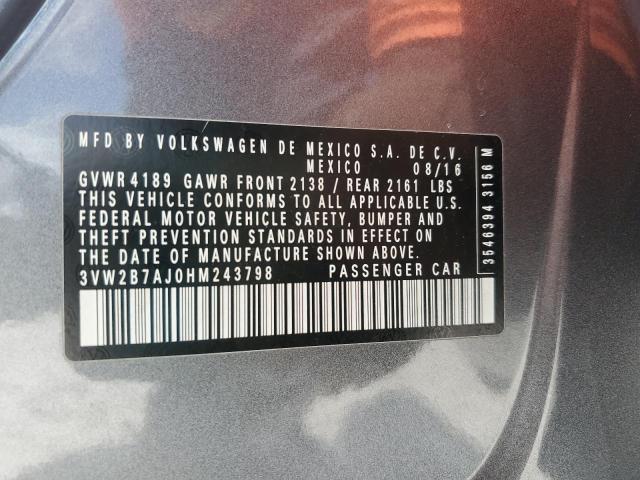 MFD BY VOLKSWAGEN DE MEXICO S.A. DE C.V.
MEXICO 08/16
GVWR 4189 GAWR FRONT 2138 / REAR 2161 LBS
THIS VEHICLE CONFORMS TO ALL APPLICABLE U.S.
FEDERAL MOTOR VEHICLE SAFETY, BUMPER AND
THEFT PREVENTION STANDARDS IN EFFECT ON
THE DATE OF MANUFACTURE SHOWN ABOVE.
3VW2B7AJ0HM243798 PASSENGER CAR
3546394 3156 M